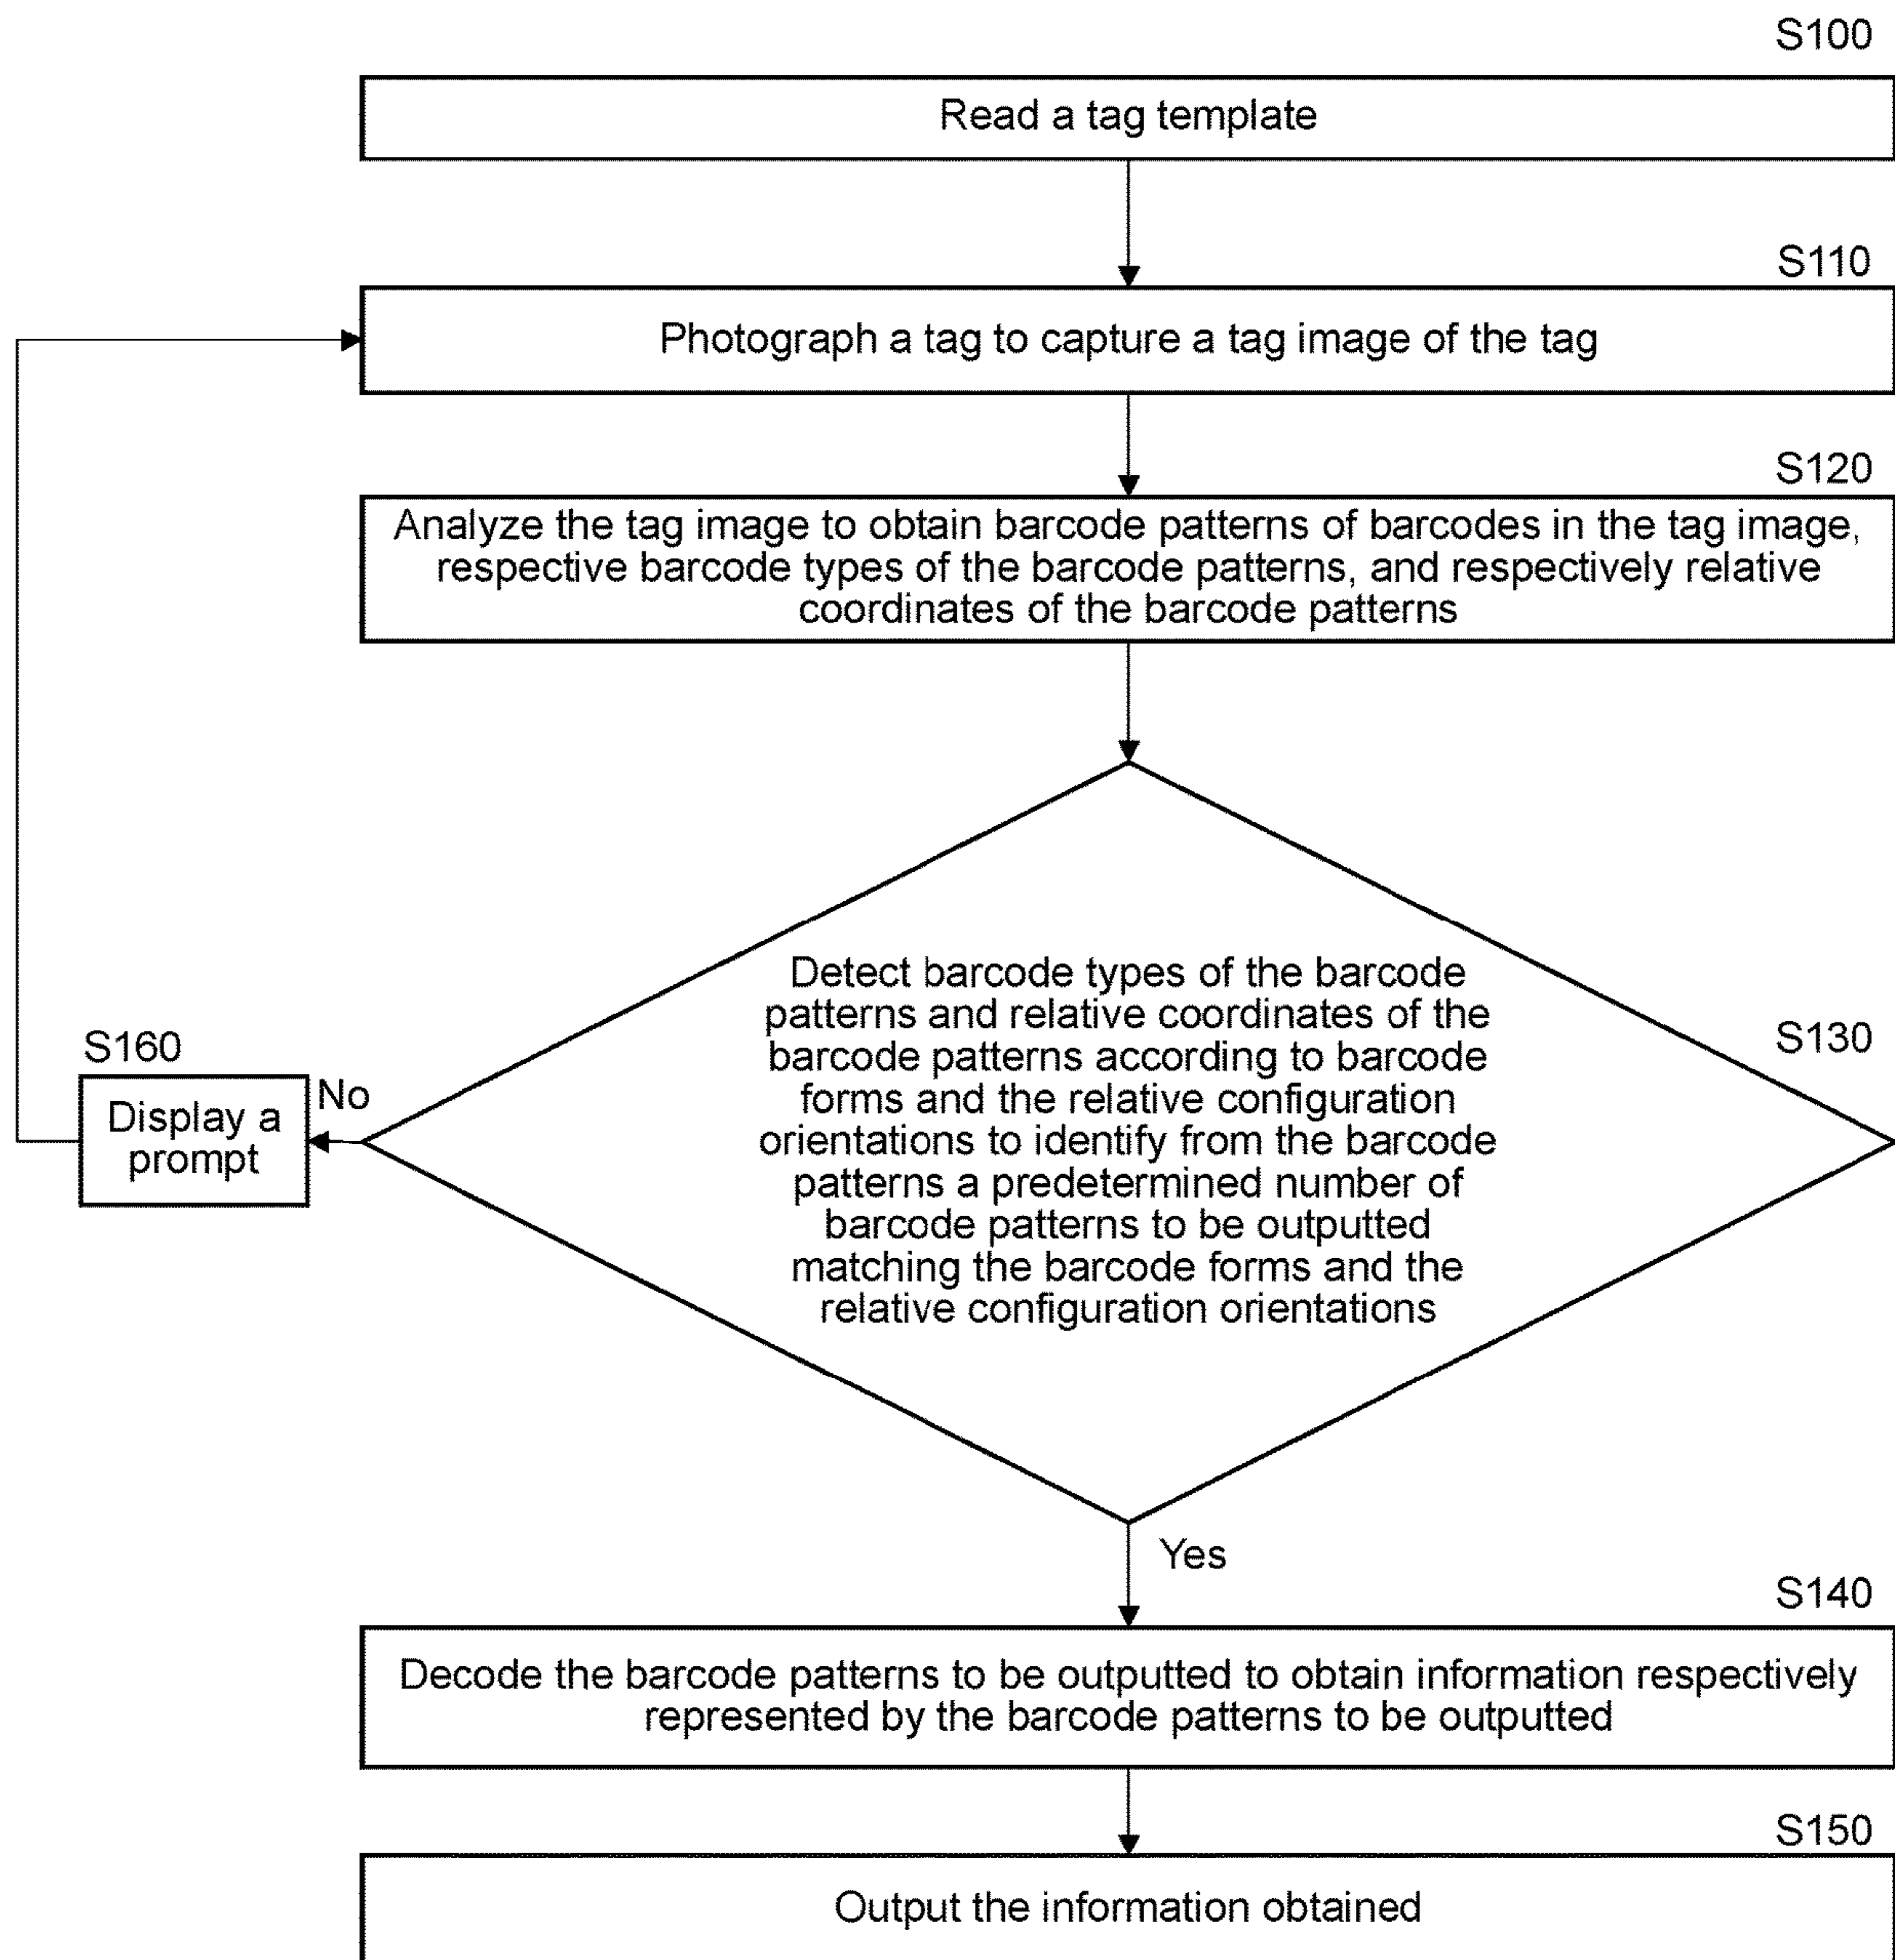 S100
Read a tag template
S110
Photograph a tag to capture a tag image of the tag
S120
Analyze the tag image to obtain barcode patterns of barcodes in the tag image,
respective barcode types of the barcode patterns, and respectively relative
coordinates of the barcode patterns
Detect barcode types of the barcode
patterns and relative coordinates of the
barcode patterns according to barcode
forms and the relative configuration
orientations to identify from the barcode
patterns a predetermined number of
barcode patterns to be outputted
matching the barcode forms and the
relative configuration orientations
S130
S160
No
Display a
prompt
Yes
S140
Decode the barcode patterns to be outputted to obtain information respectively
represented by the barcode patterns to be outputted
S150
Output the information obtained